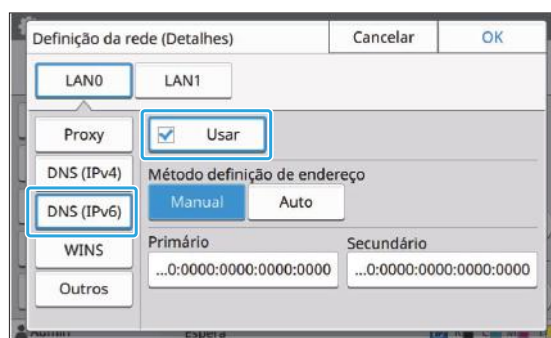 Definição da rede (Detalhes) Cancelar OK
LAN0 LAN1
Proxy Usar
DNS (IPv4) Método definição de endereço
DNS (IPv6) Manual Auto
WINS Primário Secundário
...0:0000:0000:0000:0000 ...0:0000:0000:0000:0000
Outros
Admin Espera